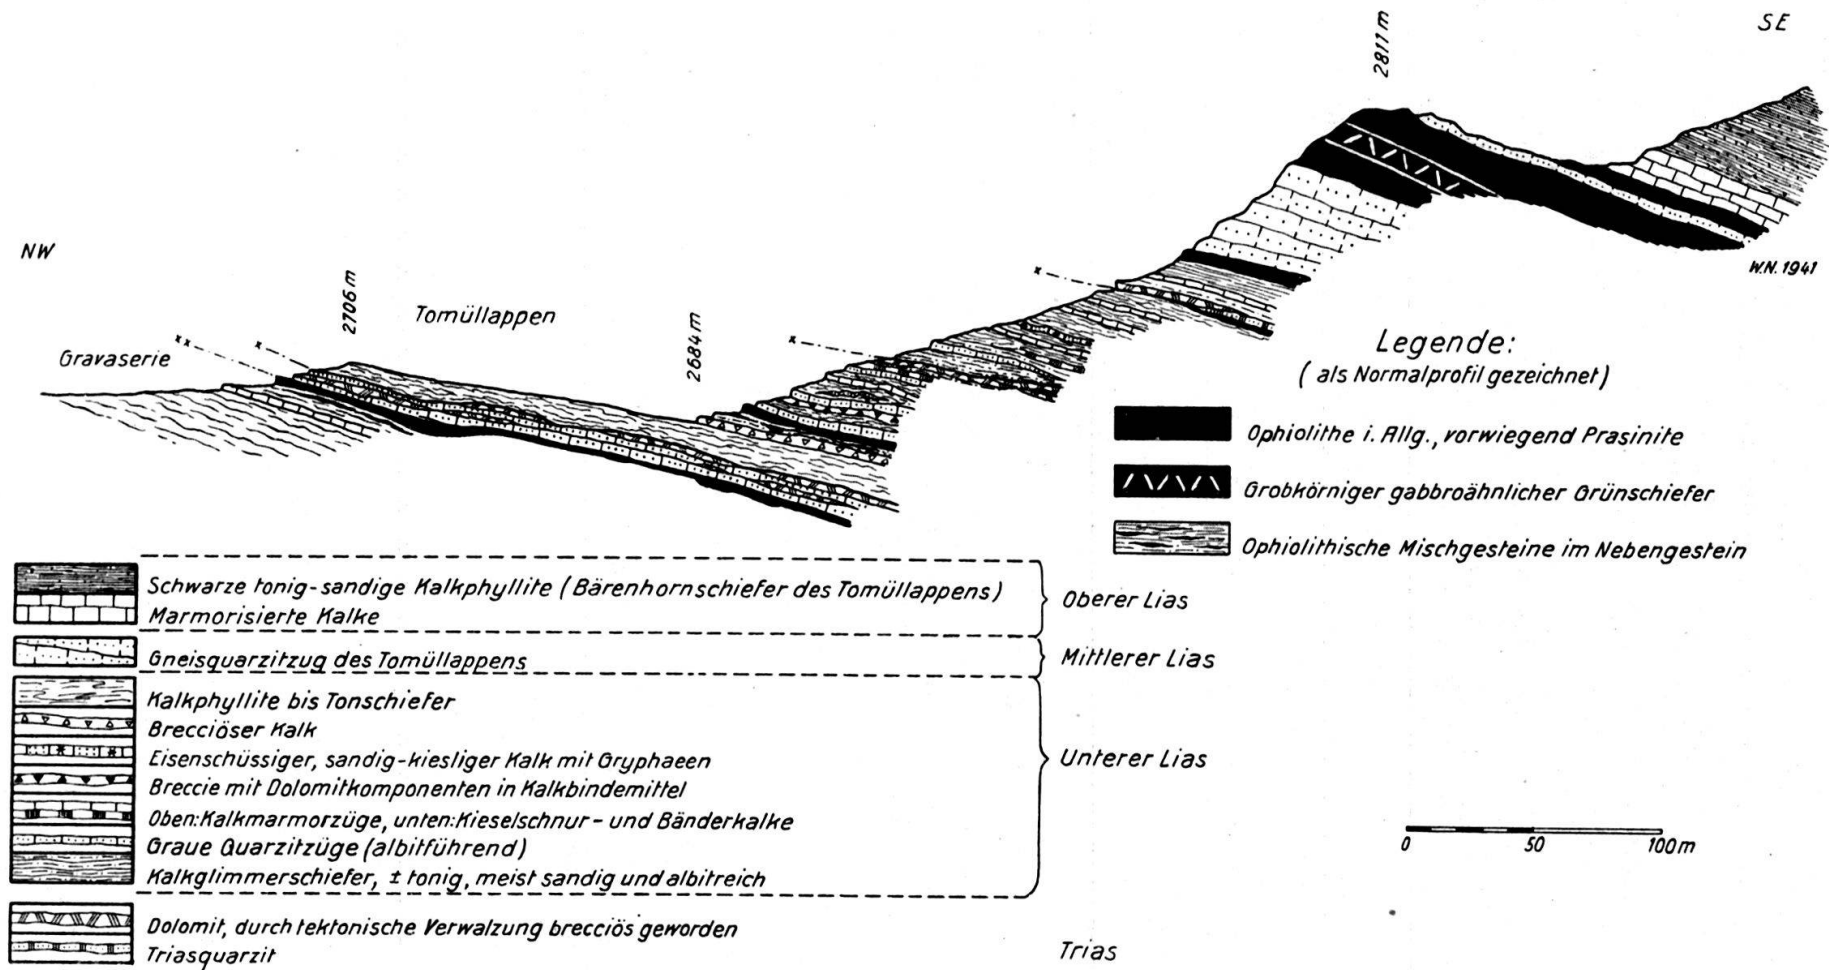 SE
2811 m
NW
2706 m
Tomüllappen
2684 m
Gravaserie
W.N. 1941
x x
x
x
x
Legende:
( als Normalprofil gezeichnet)
Ophiolithe i. Allg., vorwiegend Prasinite
Grobkörniger gabbroähnlicher Grünschiefer
Ophiolithische Mischgesteine im Nebengestein
Schwarze tonig-sandige Kalkphyllite (Bärenhornschiefer des Tomüllappens)
Marmorisierte Kalke
Oberer Lias
Gneisquarzitzug des Tomüllappens
Mittlerer Lias
Kalkphyllite bis Tonschiefer
Brecciöser Kalk
Eisenschüssiger, sandig-kiesliger Kalk mit Gryphaeen
Breccie mit Dolomitkomponenten in Kalkbindemittel
Oben:Kalkmarmorzüge, unten:Kieselschnur- und Bänderkalke
Graue Quarzitzüge (albitführend)
Kalkglimmerschiefer, ± tonig, meist sandig und albitreich
Unterer Lias
Dolomit, durch tektonische Verwalzung brecciös geworden
Triasquarzit
Trias
0 50 100 m